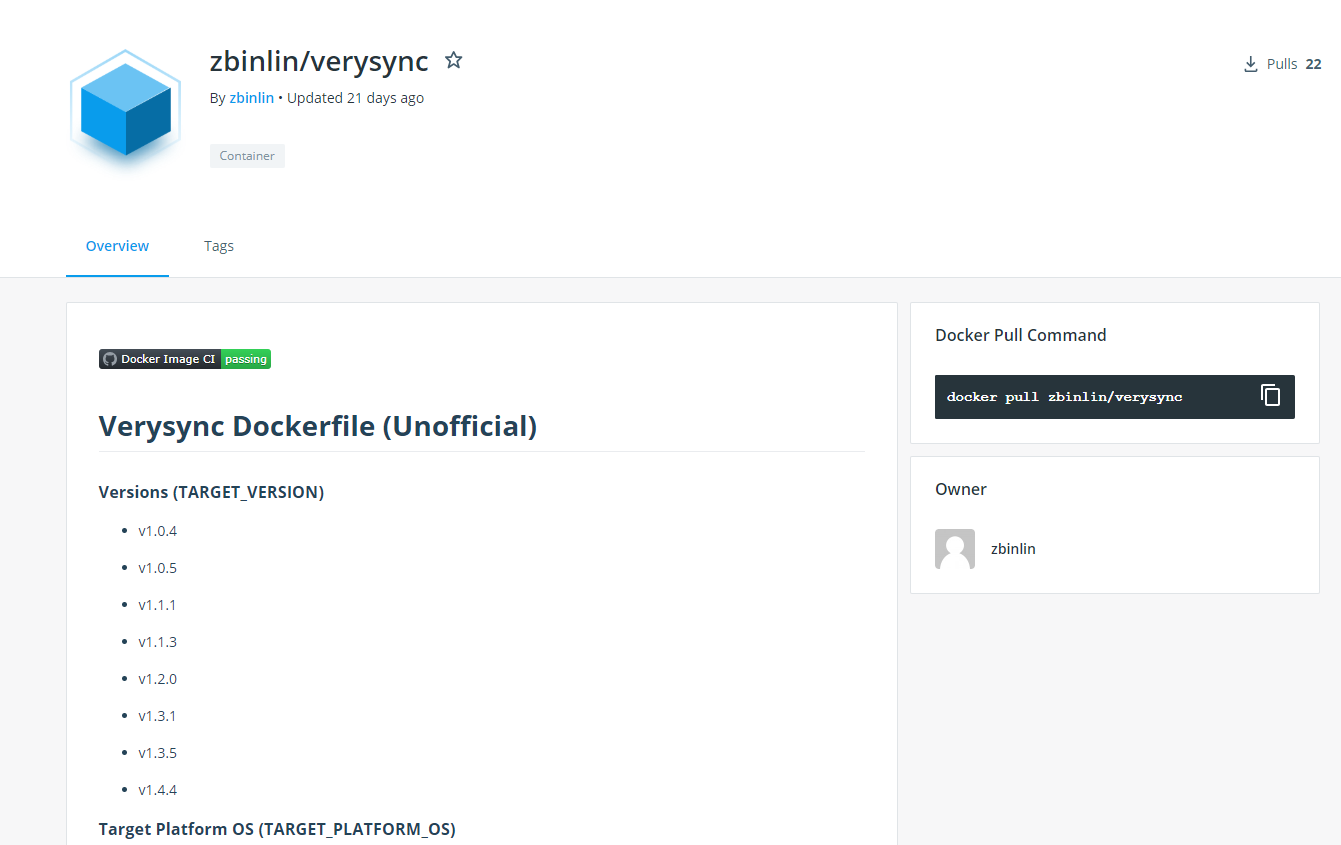 zbinlin/verysync
Pulls 22
By zbinlin • Updated 21 days ago
Container
Overview
Tags
Docker Image CI passing
Verysync Dockerfile (Unofficial)
Versions (TARGET_VERSION)
• v1.0.4
• v1.0.5
• v1.1.1
• v1.1.3
• v1.2.0
• v1.3.1
• v1.3.5
• v1.4.4
Target Platform OS (TARGET_PLATFORM_OS)
Docker Pull Command
docker pull zbinlin/verysync
Owner
zbinlin